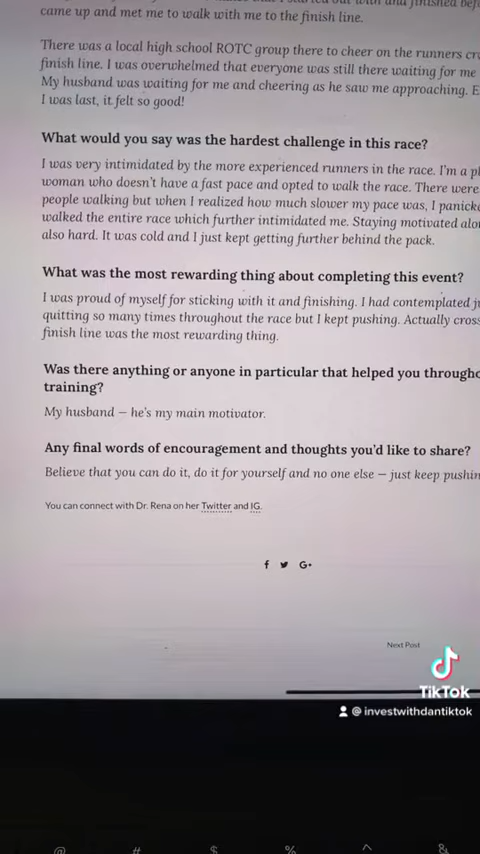 came up and met me to walk with me to the finish line.
There was a local high school ROTC group there to cheer on the runners
finish line. I was overwhelmed that everyone was still there waiting for me
My husband was waiting for me and cheering as he saw me approaching.
I was last, it felt so good!
What would you say was the hardest challenge in this race?
I was very intimidated by the more experienced runners in the race. I'm a
woman who doesn't have a fast pace and opted to walk the race. There were
people walking but when I realized how much slower my pace was, I
walked the entire race which further intimidated me. Staying motivated
also hard. It was cold and I just kept getting further behind the pack.
What was the most rewarding thing about completing this event?
I was proud of myself for sticking with it and finishing. I had contemplated
quitting so many times throughout the race but I kept pushing. Actually
finish line was the most rewarding thing.
Was there anything or anyone in particular that helped you
training?
My husband – he's my main motivator.
Any final words of encouragement and thoughts you'd like to share?
Believe that you can do it, do it for yourself and no one else – just keep
You can connect with Dr. Rena on her Twitter and IG.
f G+
Next Post
TikTok
@ investwithdantiktok
@ # $ % ^ &